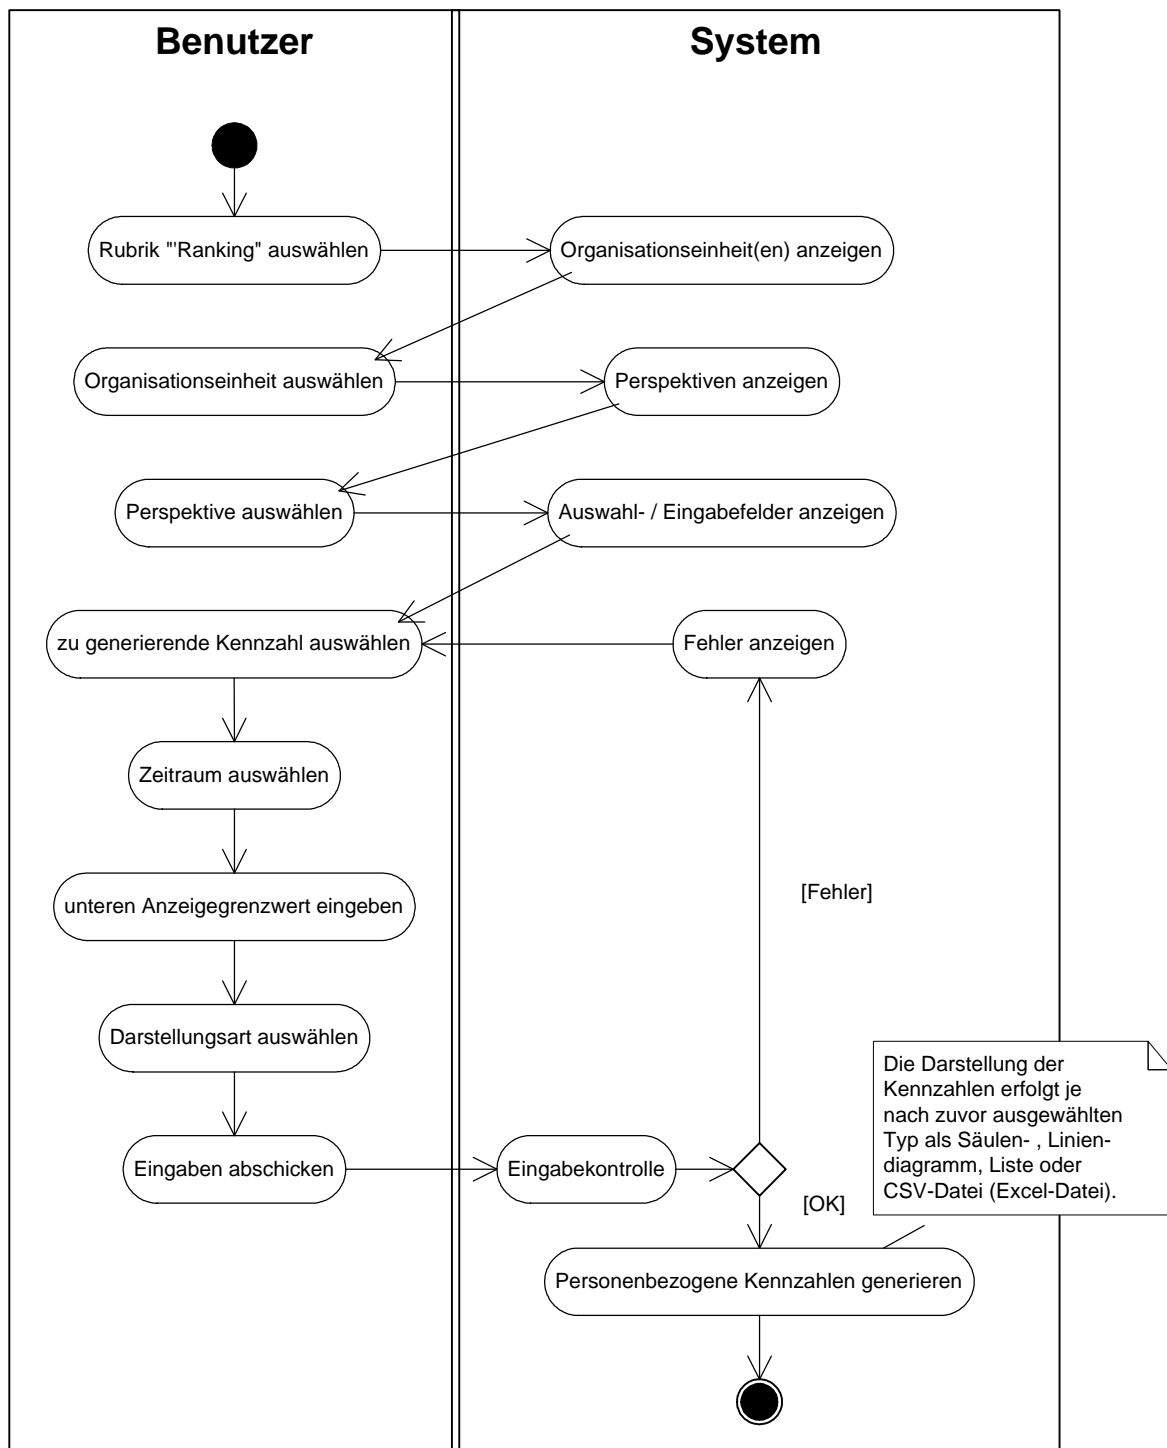 Benutzer
System
Rubrik "'Ranking" auswählen
Organisationseinheit(en) anzeigen
Organisationseinheit auswählen
Perspektiven anzeigen
Perspektive auswählen
Auswahl- / Eingabefelder anzeigen
zu generierende Kennzahl auswählen
Fehler anzeigen
Zeitraum auswählen
[Fehler]
unteren Anzeigegrenzwert eingeben
Darstellungsart auswählen
Die Darstellung der
Kennzahlen erfolgt je
nach zuvor ausgewählten
Typ als Säulen- , Linien-
diagramm, Liste oder
CSV-Datei (Excel-Datei).
Eingaben abschicken
Eingabekontrolle
[OK]
Personenbezogene Kennzahlen generieren